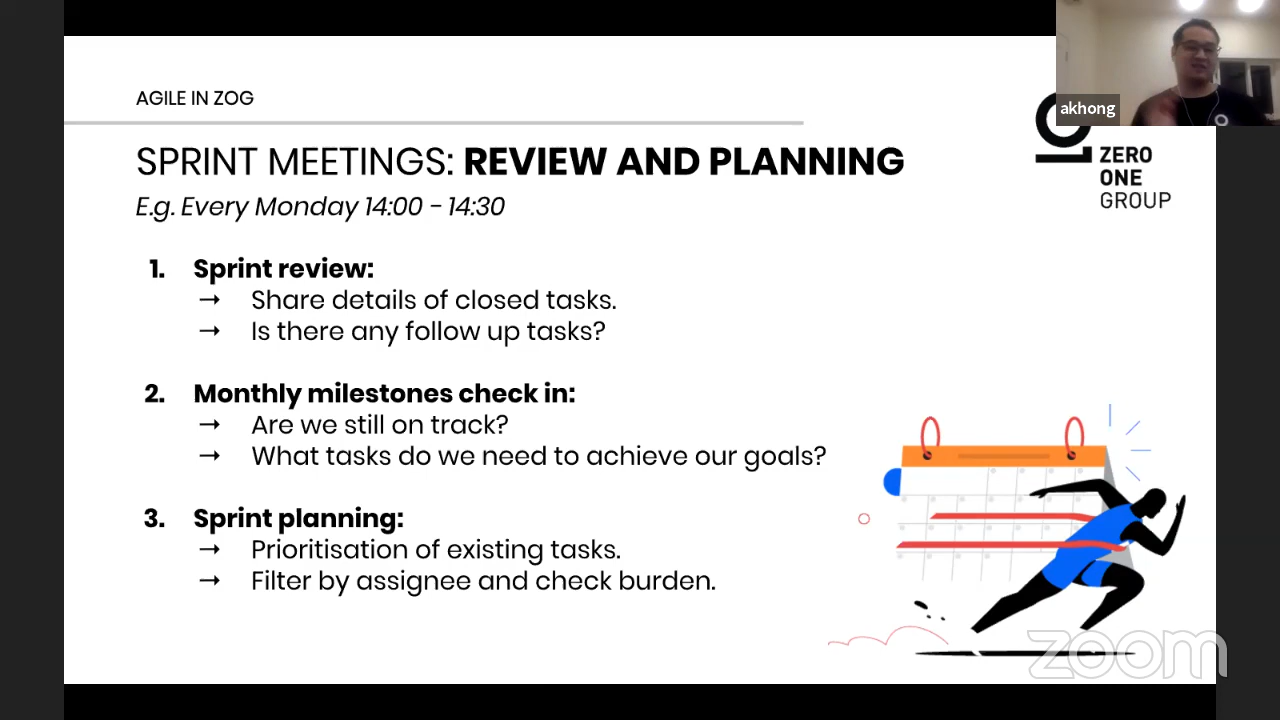 akhong
AGILE IN ZOG
SPRINT MEETINGS: REVIEW AND PLANNING
E.g. Every Monday 14:00 - 14:30
ZERO
ONE
GROUP
1. Sprint review:
→ Share details of closed tasks.
→ Is there any follow up tasks?
2. Monthly milestones check in:
→ Are we still on track?
→ What tasks do we need to achieve our goals?
3. Sprint planning:
→ Prioritisation of existing tasks.
→ Filter by assignee and check burden.
zoom